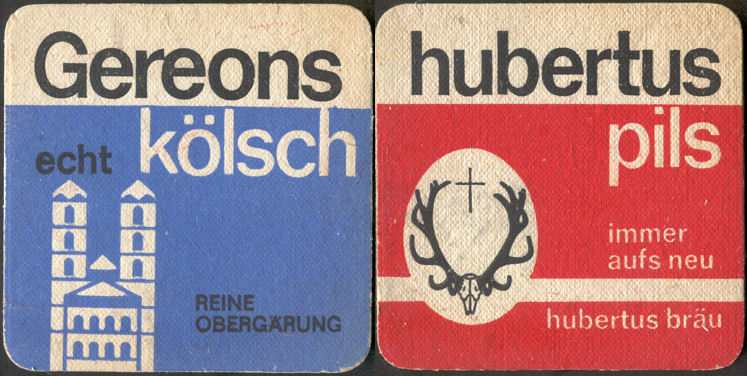 Gereons
echt kölsch
REINE
OBERGÄRUNG
hubertus
pils
immer
aufs neu
hubertus bräu